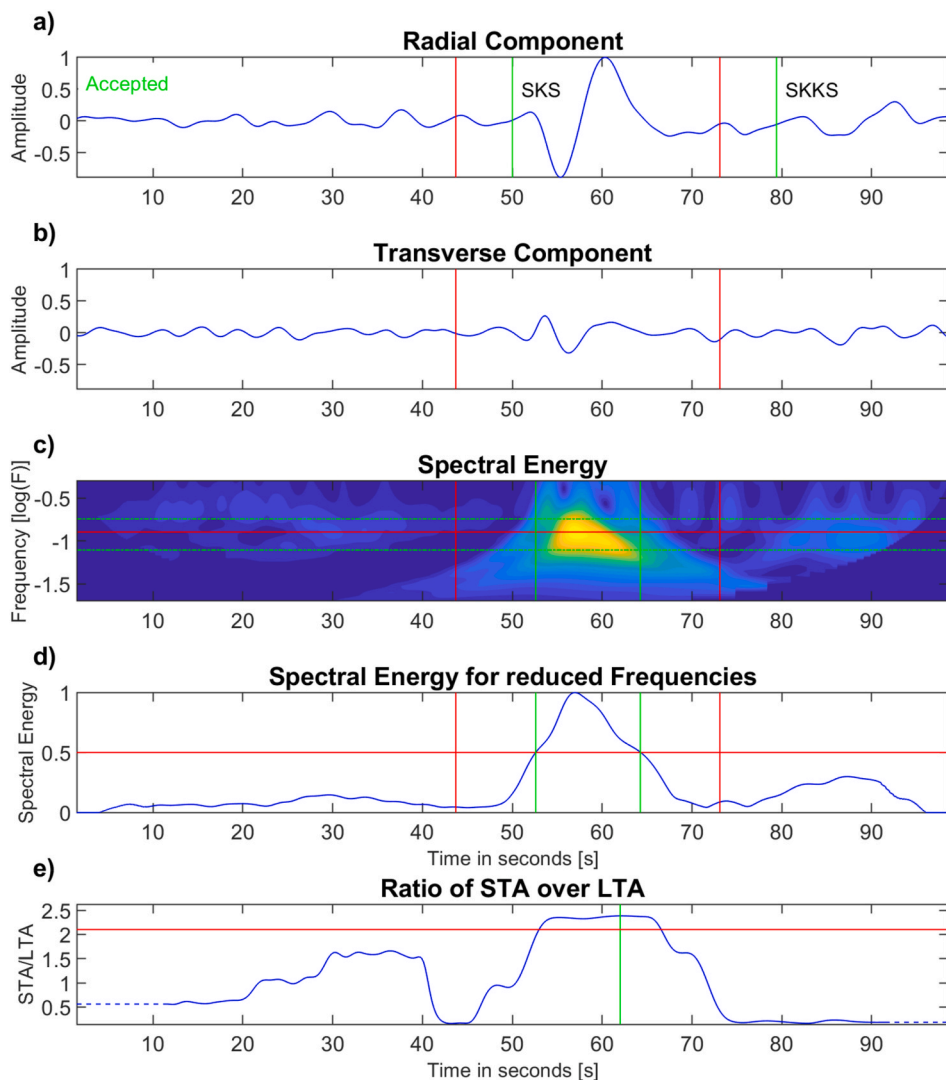 a)
Radial Component
Accepted
SKS
SKKS
Amplitude
1
0.5
0
-0.5
10 20 30 40 50 60 70 80 90
b)
Transverse Component
Amplitude
1
0.5
0
-0.5
10 20 30 40 50 60 70 80 90
c)
Spectral Energy
Frequency [log(F)]
-0.5
-1
-1.5
10 20 30 40 50 60 70 80 90
d)
Spectral Energy for reduced Frequencies
Spectral Energy
1
0.5
0
10 20 30 40 50 60 70 80 90
Time in seconds [s]
e)
Ratio of STA over LTA
STA/LTA
2.5
2
1.5
1
0.5
10 20 30 40 50 60 70 80 90
Time in seconds [s]